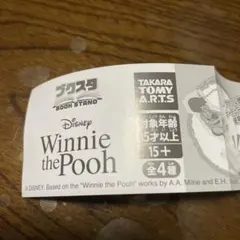 ブクスタ
BOOK STAND
Disney
Winnie
the Pooh
TAKARA
TOMY
A.R.T.S
対象年齢
15才以上
15+
全4種
© DISNEY. Based on the "Winnie the Pooh" works by A.A. Milne and E.H.